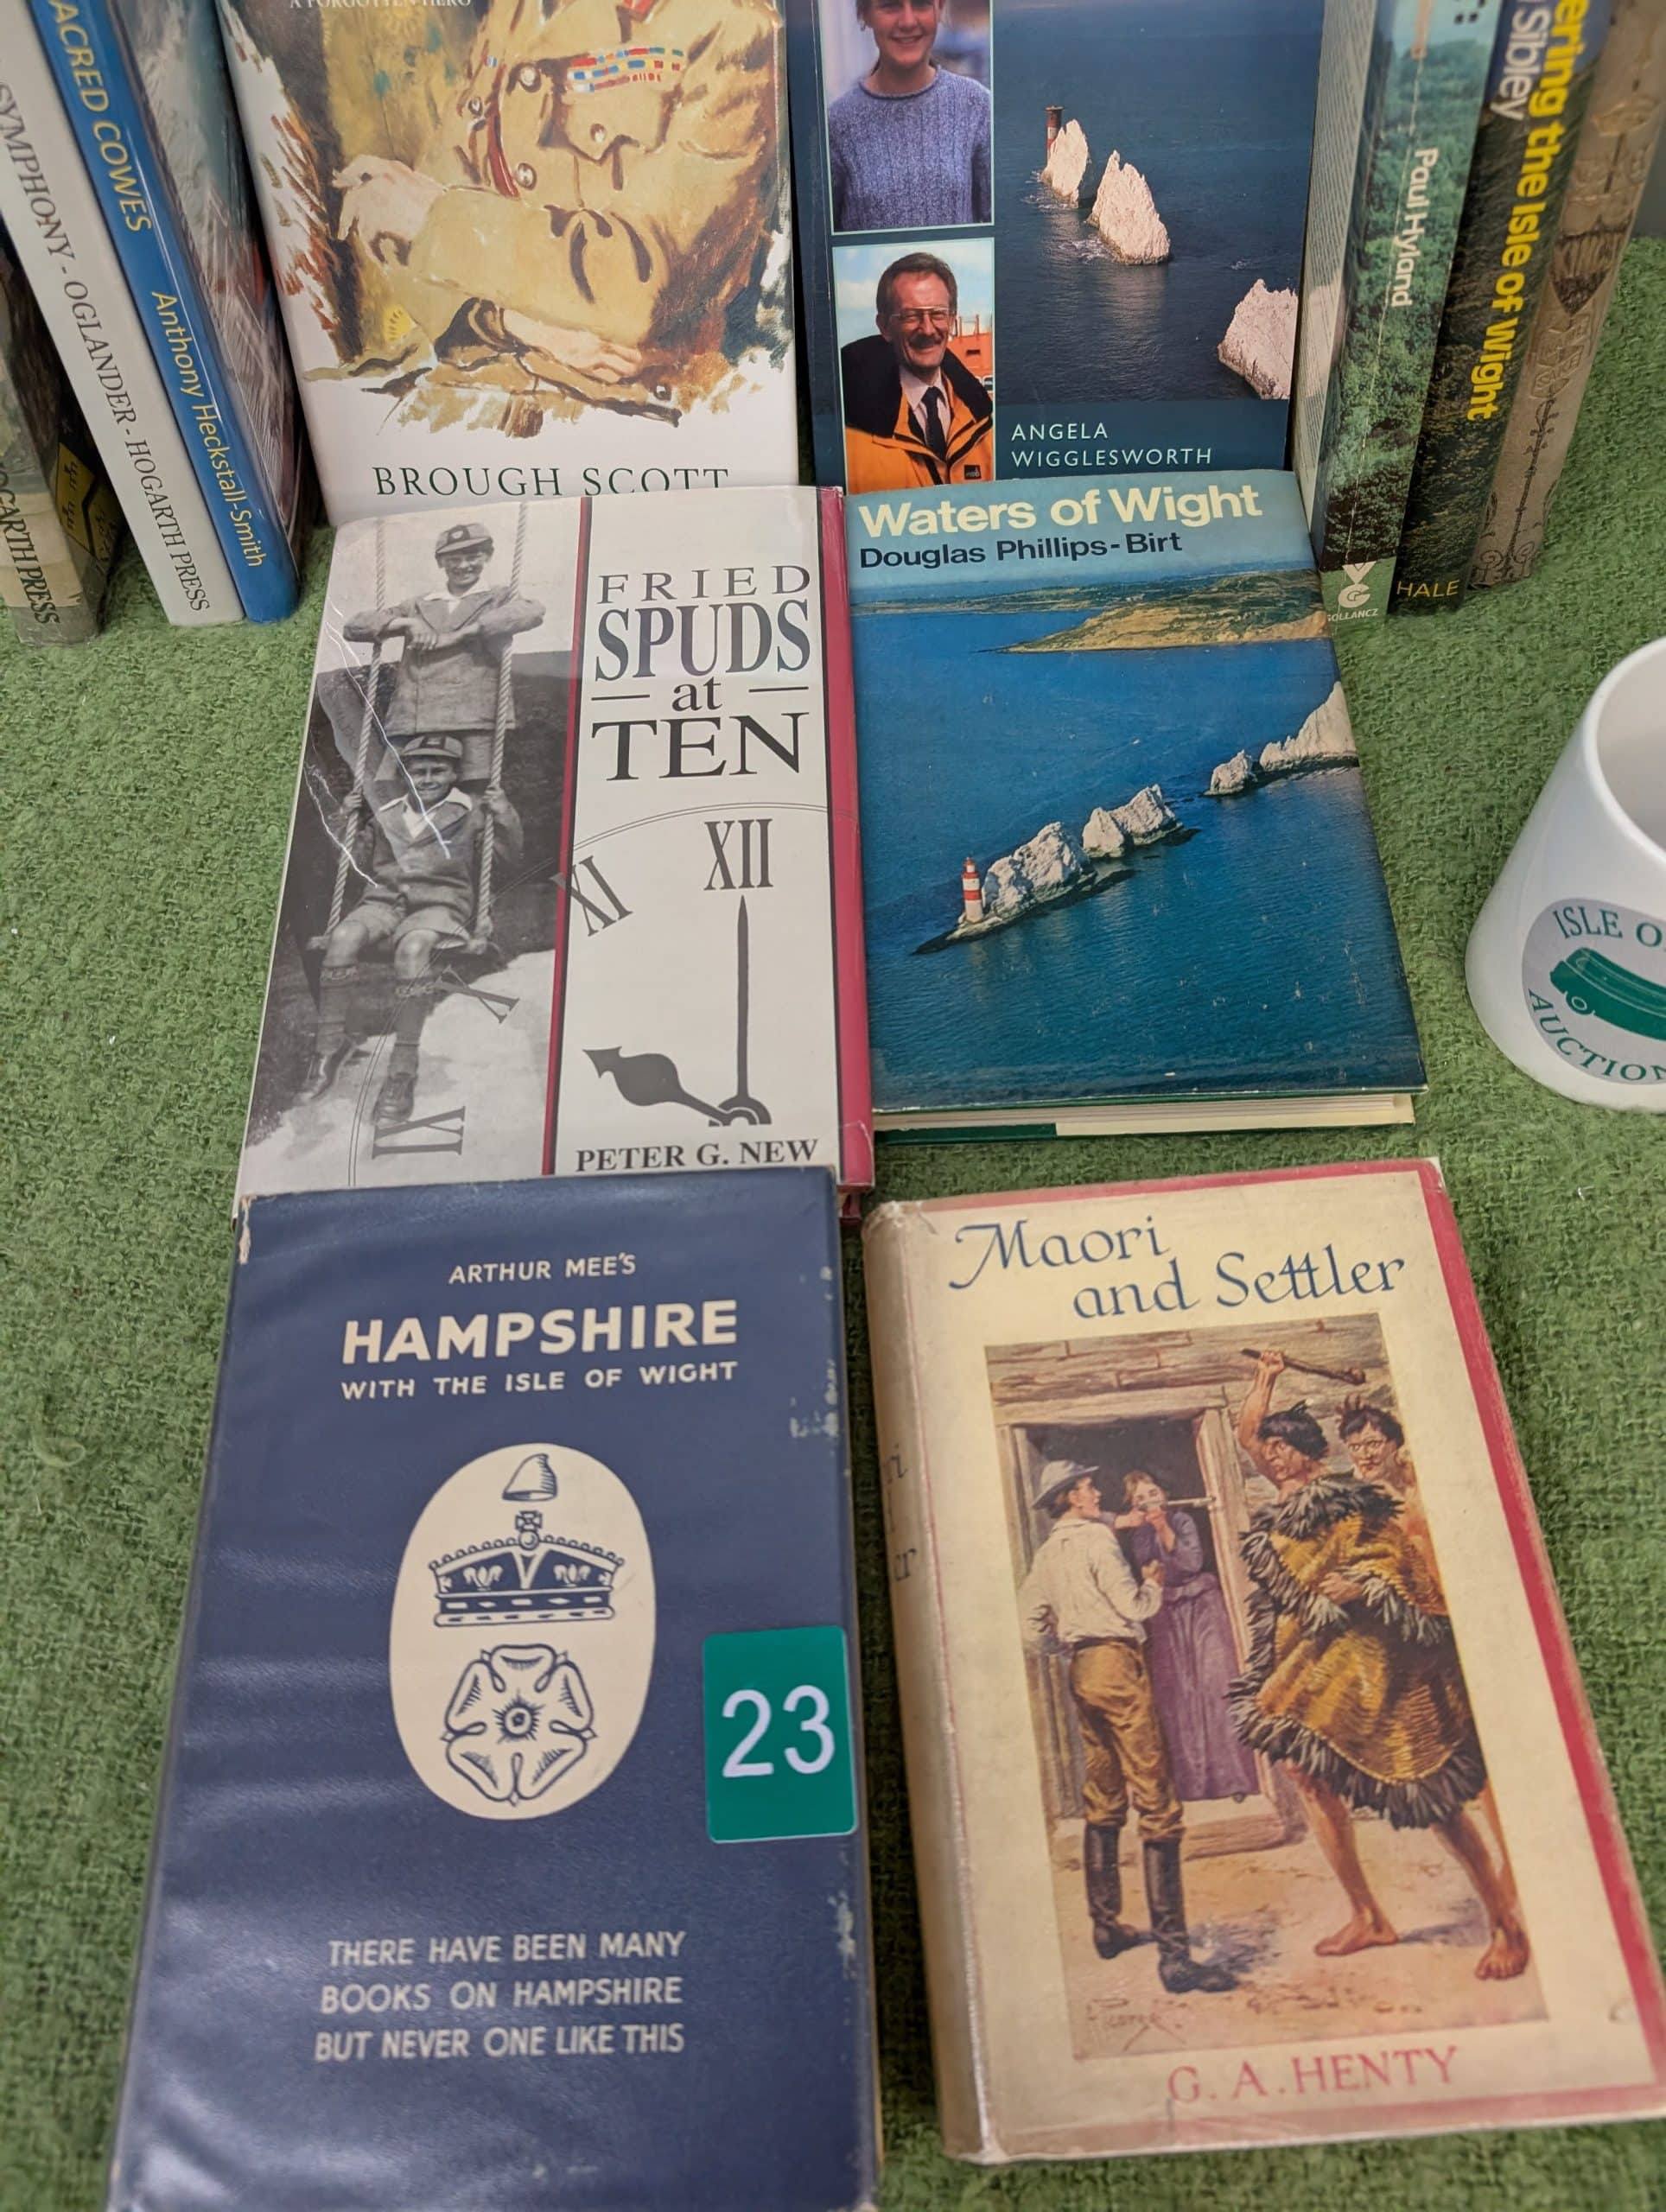 SYMPHONY - OGLANDER - HOGARTH PRESS
ACRED COWES
Anthony Heckstall-Smith
A FORGOTTEN HERO
BROUGH SCOTT
ANGELA
WIGGLESWORTH
Paul Hyland
GOLLANCZ
Sibley
ering the Isle of Wight
HALE
OGARTH PRESS
FRIED
SPUDS
at
TEN
XI
XII
X
IX
PETER G. NEW
Waters of Wight
Douglas Phillips-Birt
ISLE O
AUCTION
ARTHUR MEE'S
HAMPSHIRE
WITH THE ISLE OF WIGHT
23
THERE HAVE BEEN MANY
BOOKS ON HAMPSHIRE
BUT NEVER ONE LIKE THIS
Maori
and Settler
G. A. HENTY